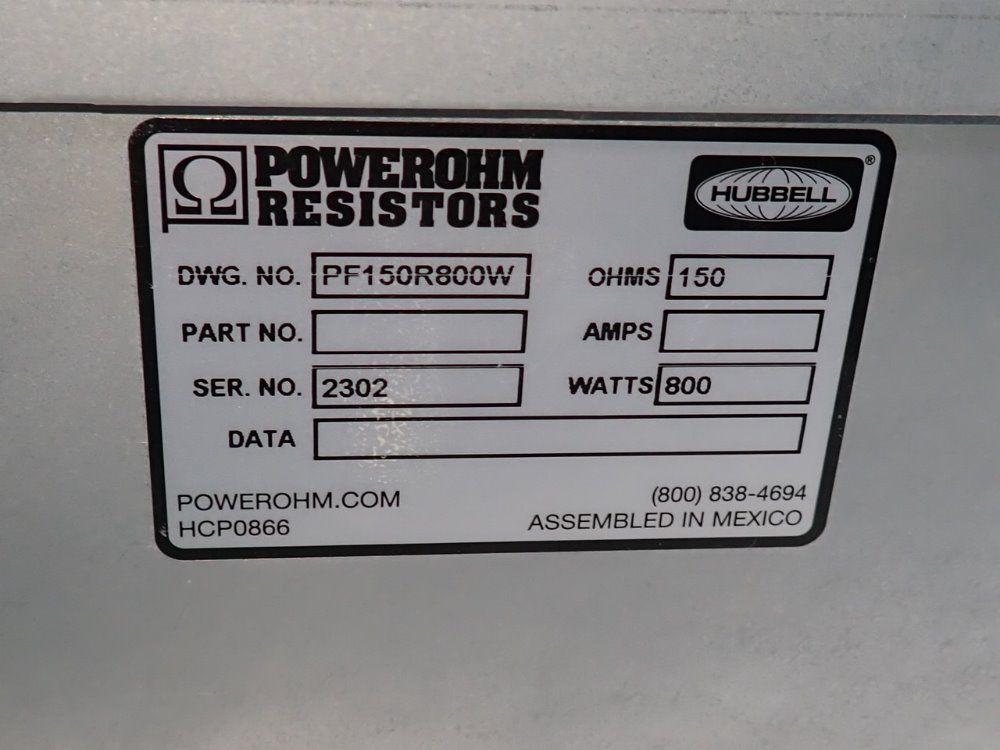 Ω POWEROHM
RESISTORS
HUBBELL ®
DWG. NO. PF150R800W OHMS 150
PART NO. AMPS
SER. NO. 2302 WATTS 800
DATA
POWEROHM.COM (800) 838-4694
HCP0866 ASSEMBLED IN MEXICO